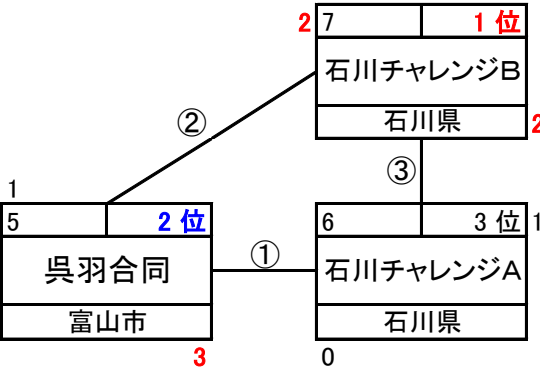 2 7 1 位
石川チャレンジB
石川県 2
②
③
1
5 2 位
6 3 位 1
呉羽合同
①
石川チャレンジA
富山市
石川県
3
0